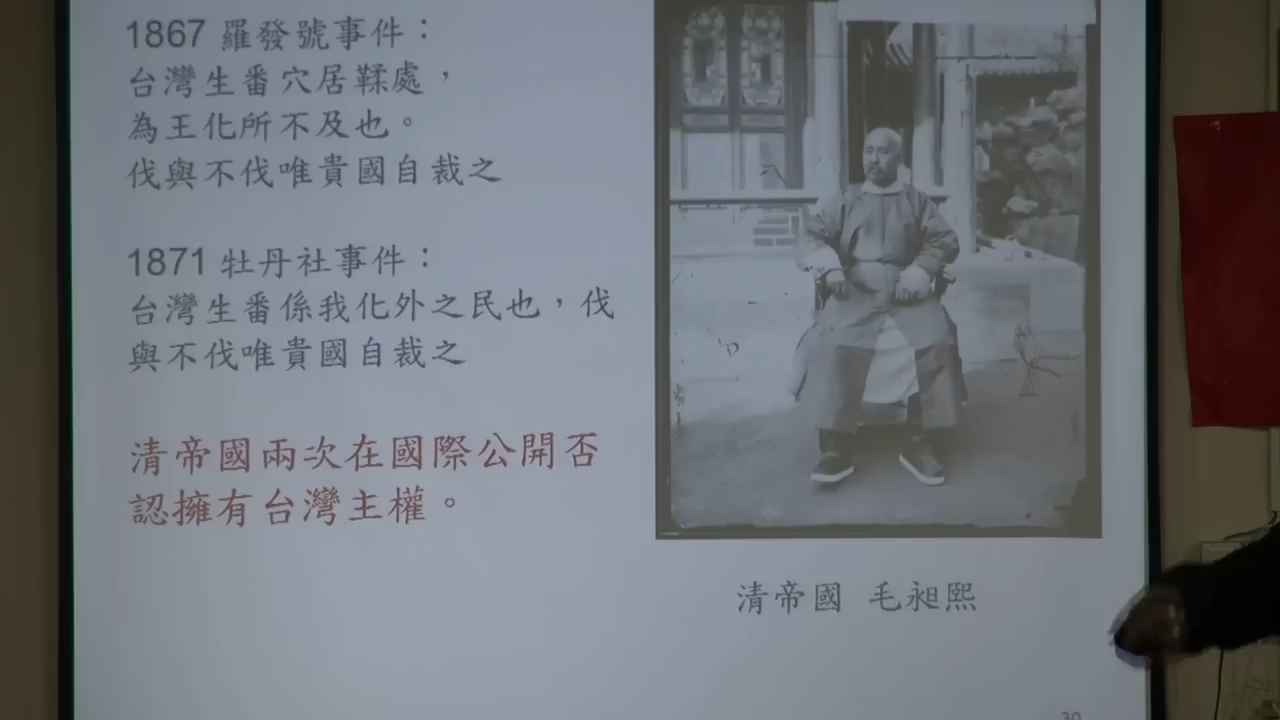 1867 羅發號事件：
台灣生番穴居鞣處，
為王化所不及也。
伐與不伐唯貴國自裁之
1871 牡丹社事件：
台灣生番係我化外之民也，伐
與不伐唯貴國自裁之
清帝國兩次在國際公開否
認擁有台灣主權。
清帝國 毛昶熙
30